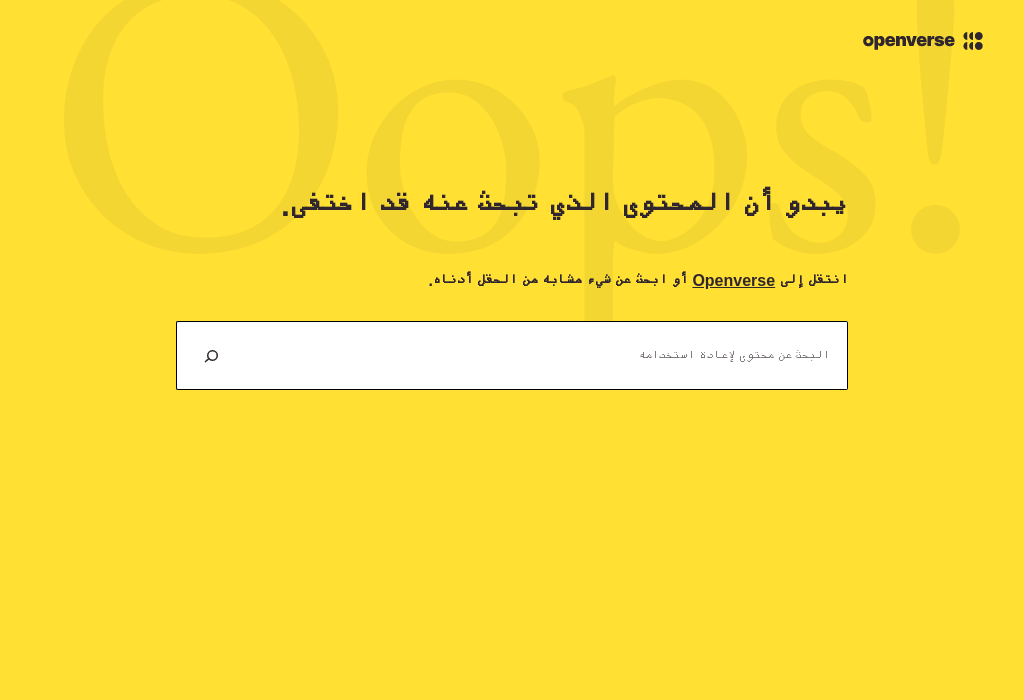 openverse
Oops!
يبدو أن المحتوى الذي تبحث عنه قد اختفى.
انتقل إلى Openverse أو ابحث عن شيء مشابه من الحقل أدناه.
البحث عن محتوى لإعادة استخدامه